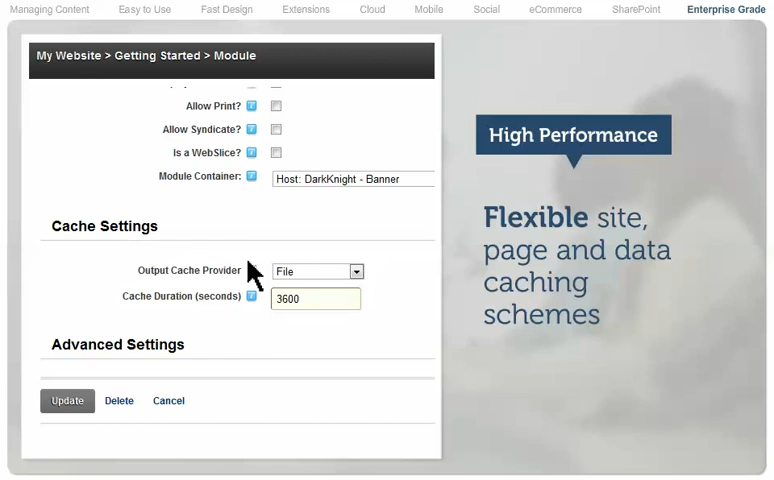 Managing Content Easy to Use Fast Design Extensions Cloud Mobile Social eCommerce SharePoint Enterprise Grade
My Website > Getting Started > Module
Allow Print?
Allow Syndicate?
Is a WebSlice?
Module Container: Host: DarkKnight - Banner
Cache Settings
Output Cache Provider File
Cache Duration (seconds) 3600
Advanced Settings
Update Delete Cancel
High Performance
Flexible site,
page and data
caching
schemes